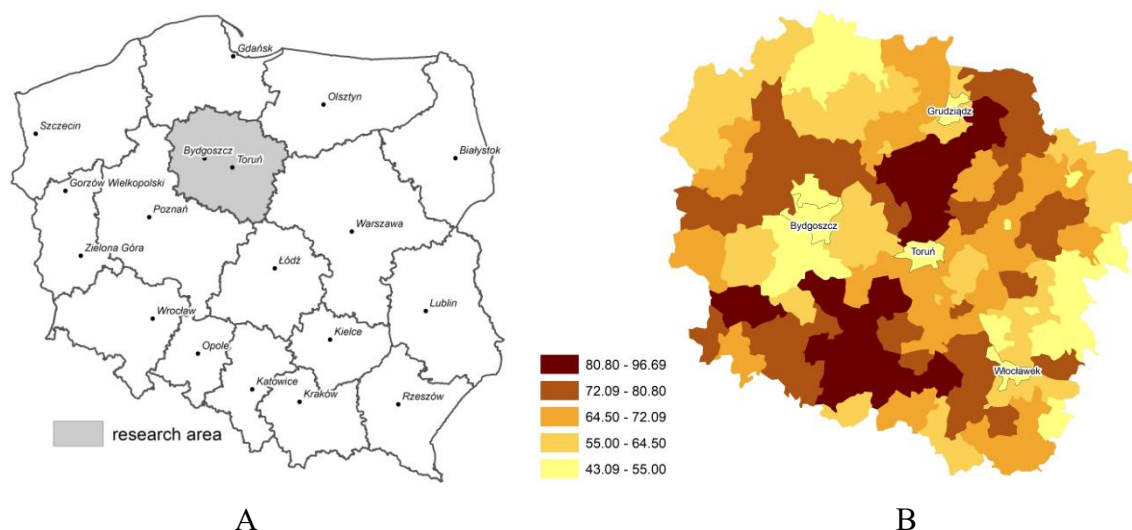 Gdańsk
Olsztyn
Szczecin
Bydgoszcz
Toruń
Białystok
Gorzów Wielkopolski
Poznań
Warszawa
Zielona Góra
Łódź
Lublin
Wrocław
Kielce
Opole
Katowice
Kraków
Rzeszów
research area
A
Grudziądz
Bydgoszcz
Toruń
Włocławek
80.80 - 96.69
72.09 - 80.80
64.50 - 72.09
55.00 - 64.50
43.09 - 55.00
B